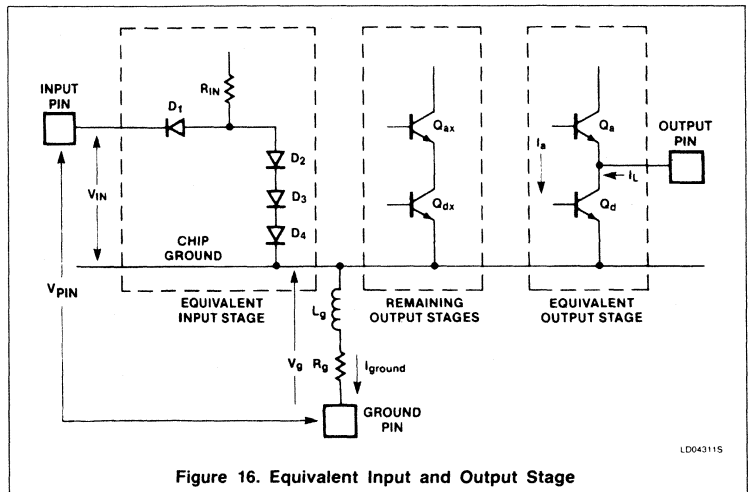 INPUT
PIN
D1
RIN
D2
D3
D4
VIN
CHIP
GROUND
VPIN
EQUIVALENT
INPUT STAGE
Qax
Qdx
REMAINING
OUTPUT STAGES
Ia
Qa
Qd
IL
OUTPUT
PIN
EQUIVALENT
OUTPUT STAGE
Lg
Vg
Rg
Iground
GROUND
PIN
LD04311S
Figure 16. Equivalent Input and Output Stage